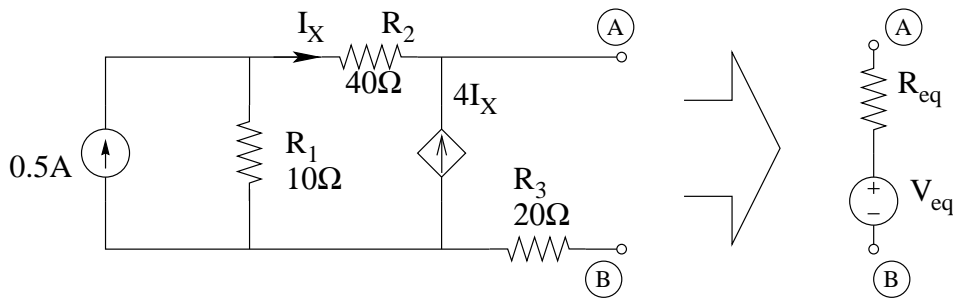 I_X R_2
A
A
40Ω
4I_X
R_eq
0.5A
R_1
10Ω
R_3
20Ω
+
−
V_eq
B
B